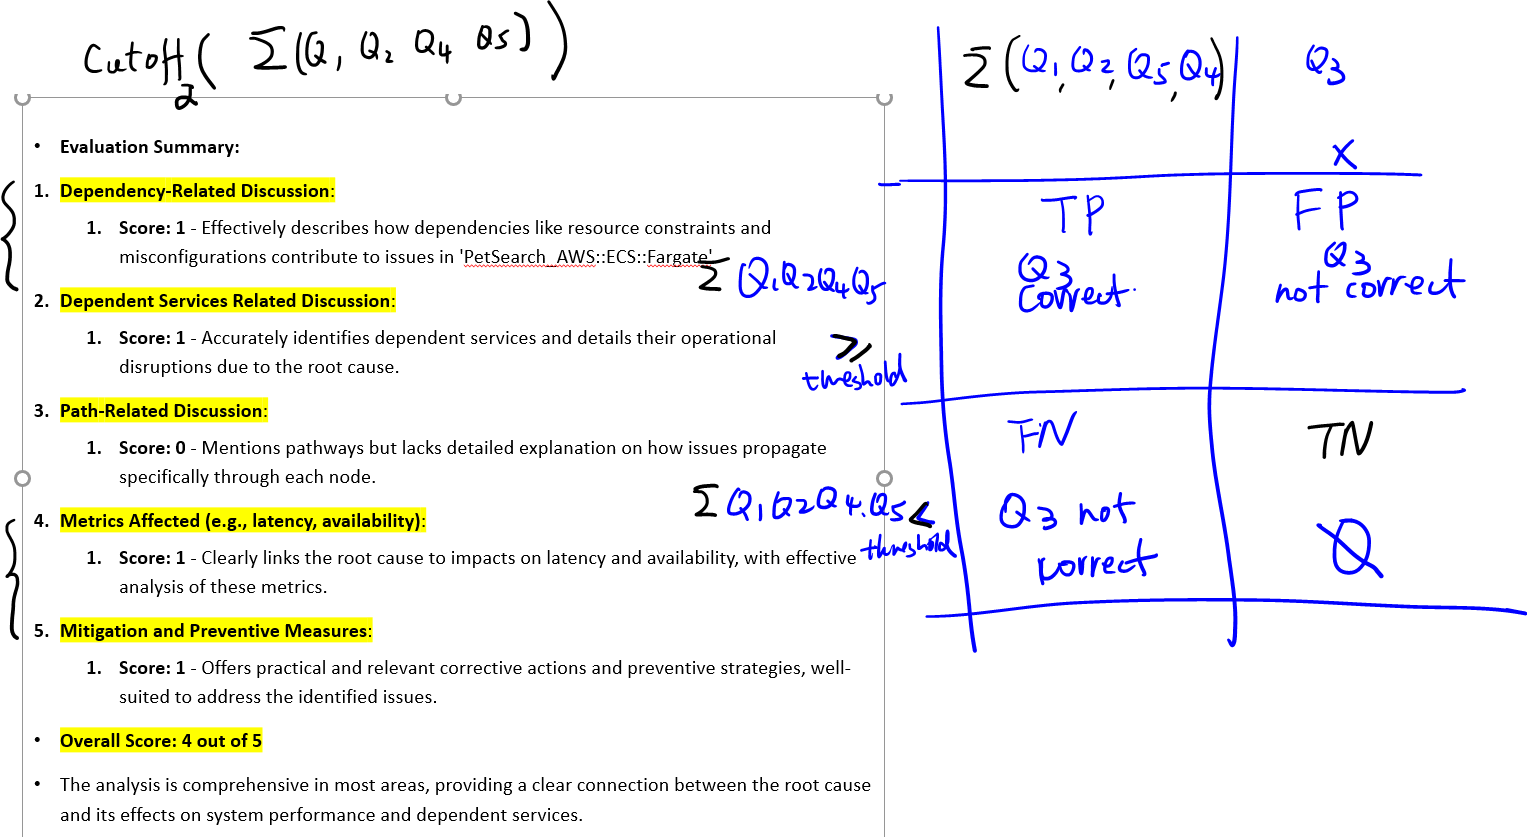 Cutoff2( Σ(Q1 Q2 Q4 Q5))
• Evaluation Summary:
1. Dependency-Related Discussion:
1. Score: 1 - Effectively describes how dependencies like resource constraints and
misconfigurations contribute to issues in 'PetSearch_AWS::ECS::Fargate'
2. Dependent Services Related Discussion:
1. Score: 1 - Accurately identifies dependent services and details their operational
disruptions due to the root cause.
3. Path-Related Discussion:
1. Score: 0 - Mentions pathways but lacks detailed explanation on how issues propagate
specifically through each node.
4. Metrics Affected (e.g., latency, availability):
1. Score: 1 - Clearly links the root cause to impacts on latency and availability, with effective
analysis of these metrics.
5. Mitigation and Preventive Measures:
1. Score: 1 - Offers practical and relevant corrective actions and preventive strategies, well-
suited to address the identified issues.
• Overall Score: 4 out of 5
• The analysis is comprehensive in most areas, providing a clear connection between the root cause
and its effects on system performance and dependent services.
Σ(Q1, Q2, Q5, Q4) Q3
X
TP FP
Σ Q1Q2Q4Q5 Q3 Q3
correct. not correct
≥
threshold
FN TN
Σ Q1Q2Q4.Q5 < Q3 not
threshold correct